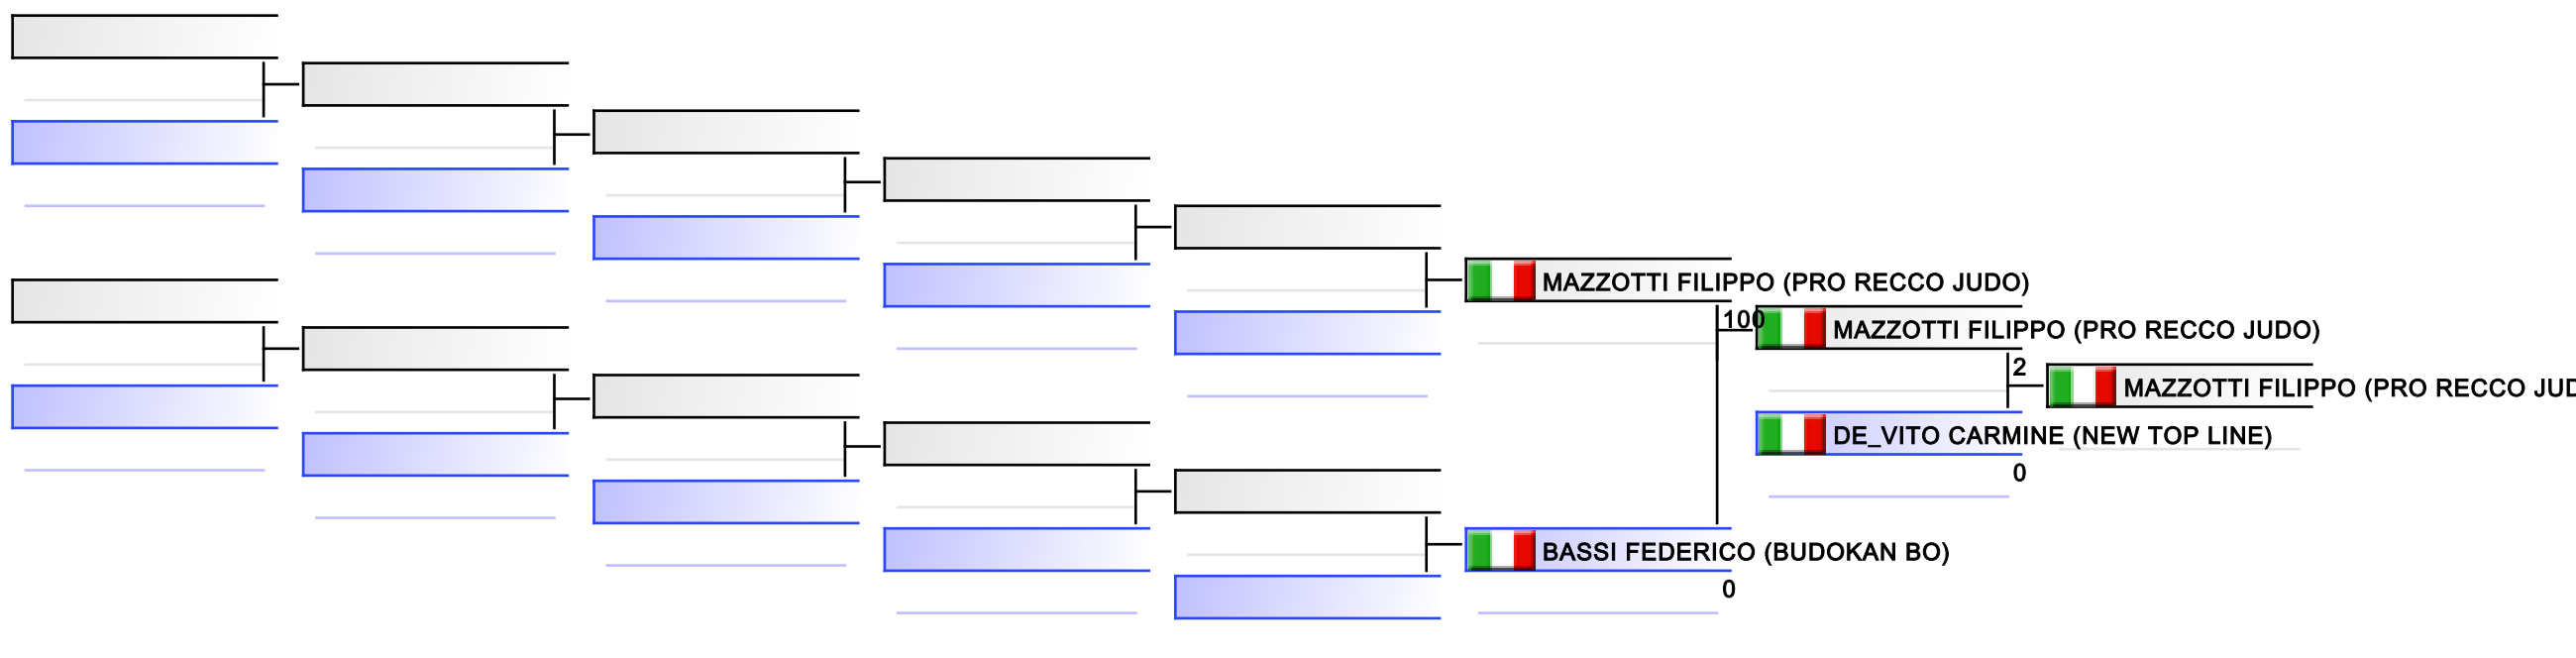 MAZZOTTI FILIPPO (PRO RECCO JUDO)
100
MAZZOTTI FILIPPO (PRO RECCO JUDO)
2
MAZZOTTI FILIPPO (PRO RECCO JUD
DE_VITO CARMINE (NEW TOP LINE)
0
BASSI FEDERICO (BUDOKAN BO)
0